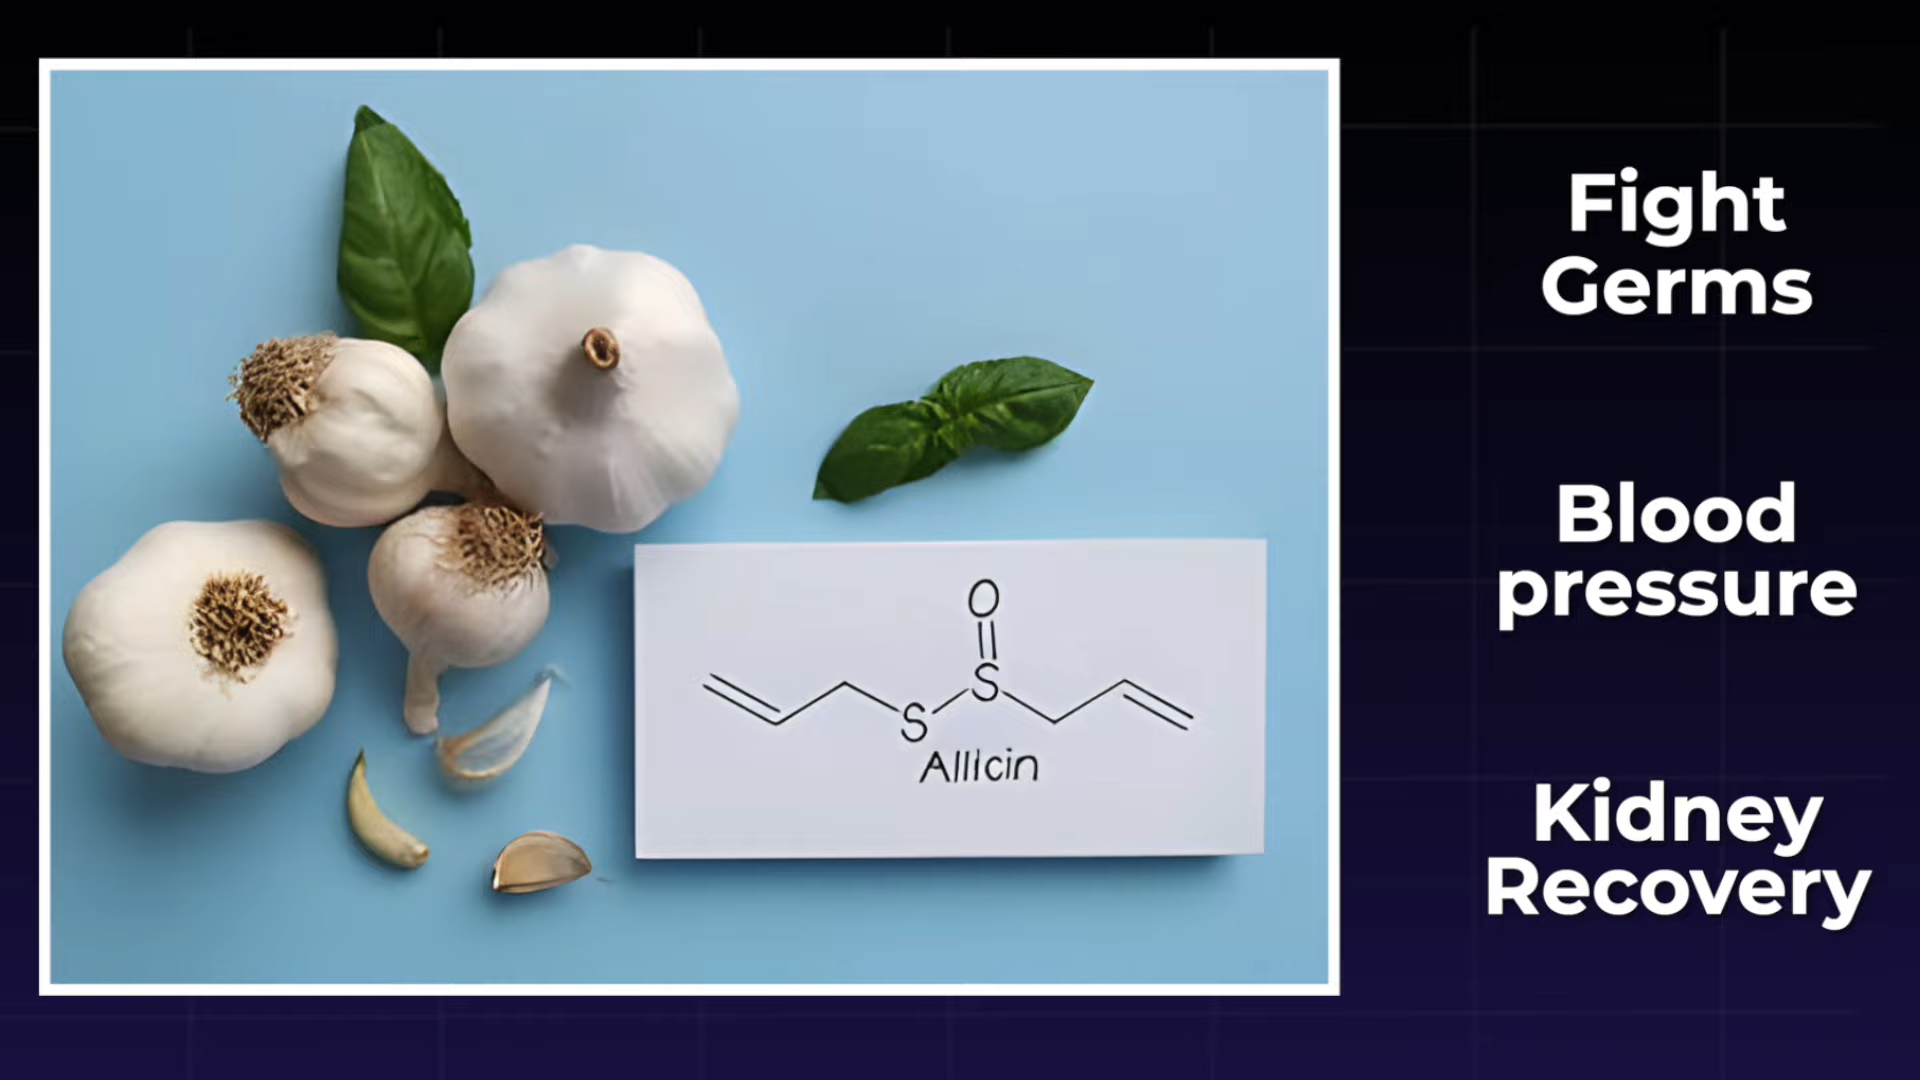 Fight
Germs
Blood
pressure
Kidney
Recovery
O
S
S
Allicin